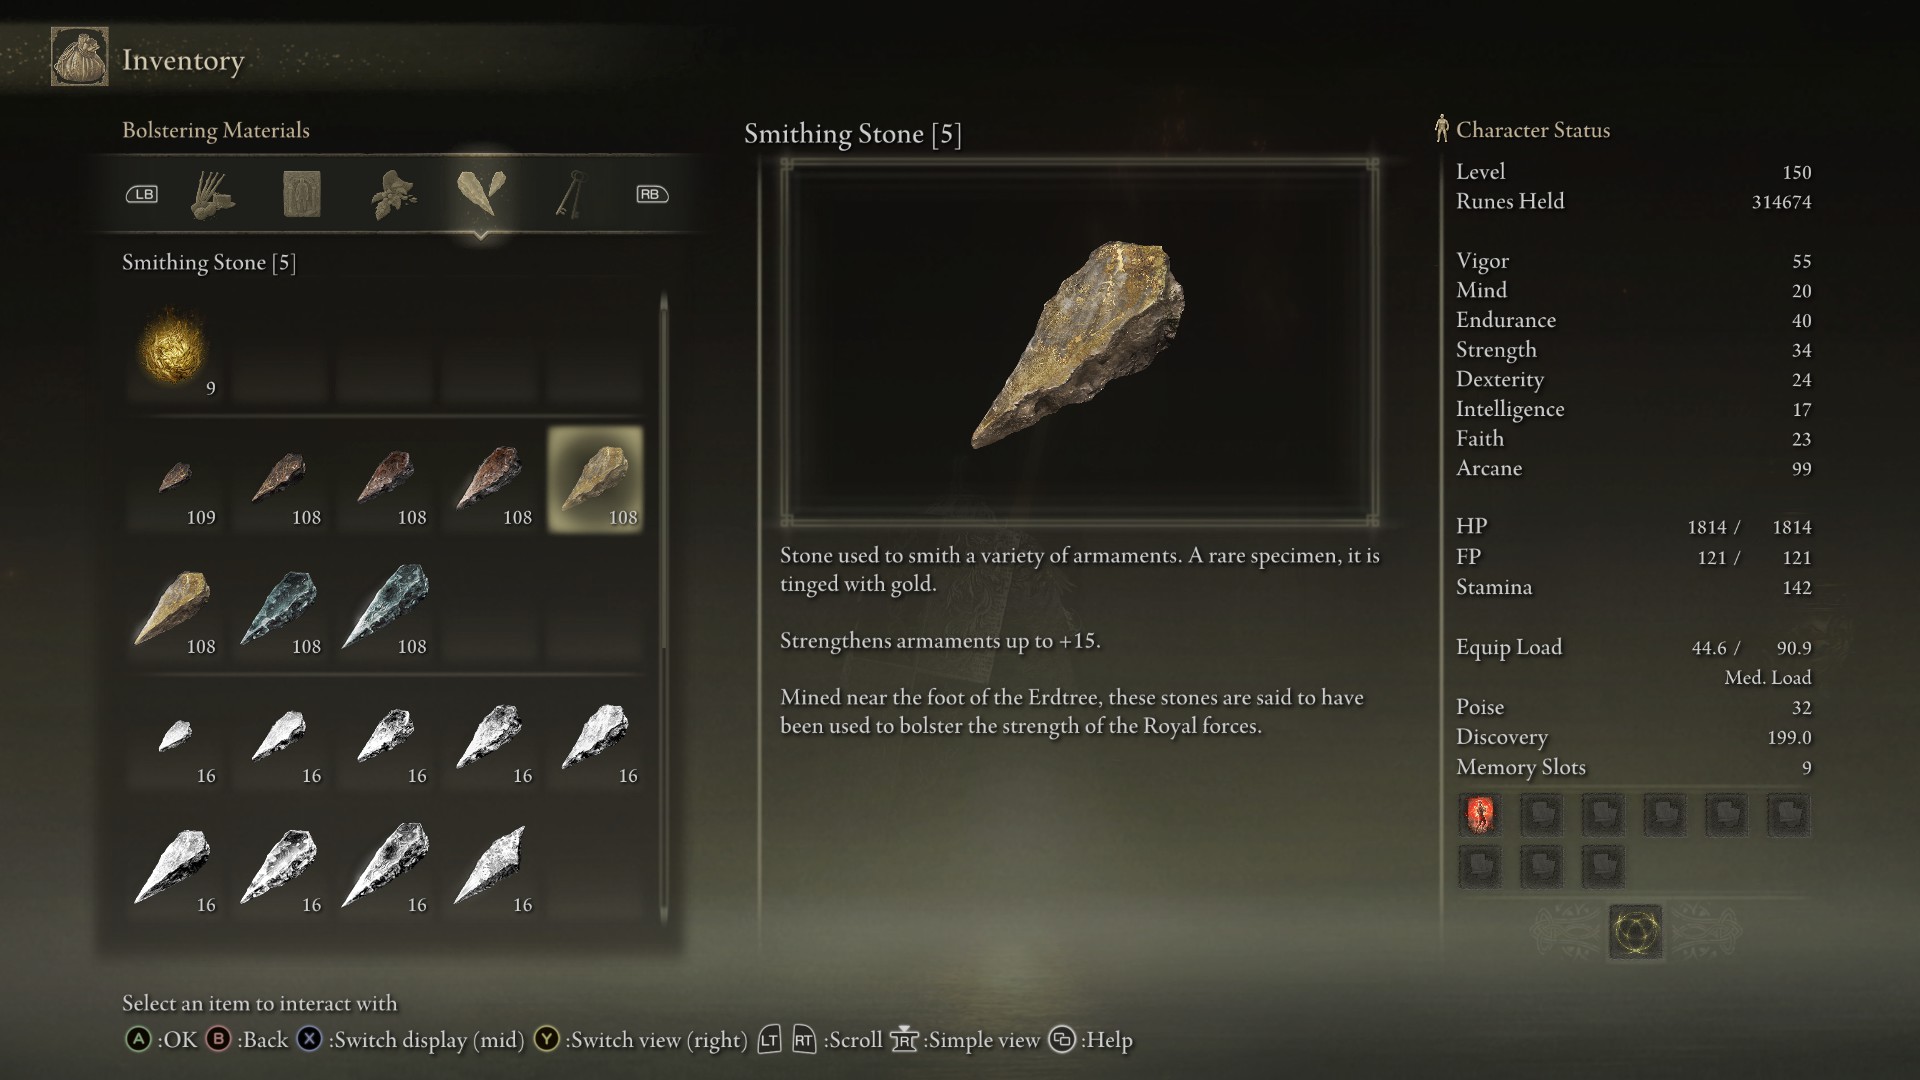 Inventory
Bolstering Materials
LB
RB
Smithing Stone [5]
9
109 108 108 108 108
108 108 108
16 16 16 16 16
16 16 16 16
Smithing Stone [5]
Stone used to smith a variety of armaments. A rare specimen, it is
tinged with gold.
Strengthens armaments up to +15.
Mined near the foot of the Erdtree, these stones are said to have
been used to bolster the strength of the Royal forces.
Character Status
Level 150
Runes Held 314674
Vigor 55
Mind 20
Endurance 40
Strength 34
Dexterity 24
Intelligence 17
Faith 23
Arcane 99
HP 1814 / 1814
FP 121 / 121
Stamina 142
Equip Load 44.6 / 90.9
Med. Load
Poise 32
Discovery 199.0
Memory Slots 9
Select an item to interact with
A :OK B :Back X :Switch display (mid) Y :Switch view (right) LT RT :Scroll R :Simple view :Help